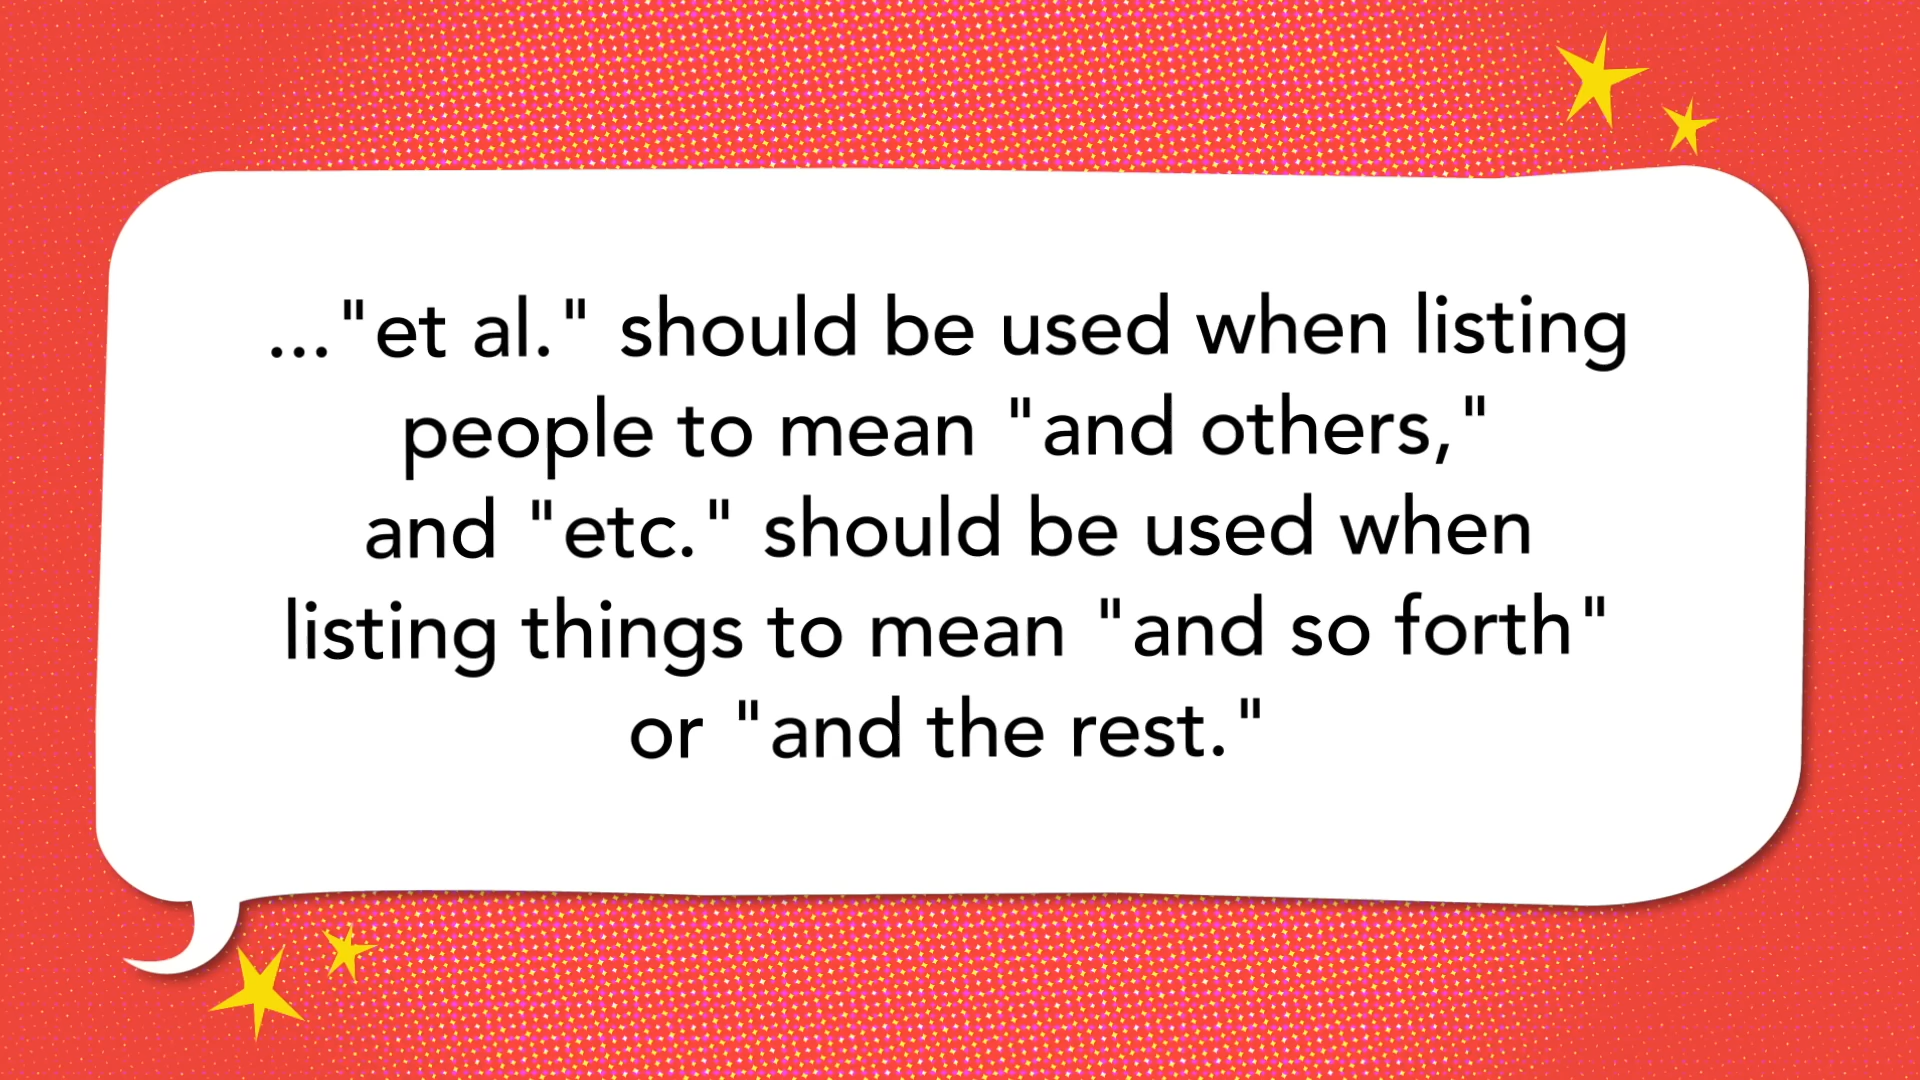 ..."et al." should be used when listing
people to mean "and others,"
and "etc." should be used when
listing things to mean "and so forth"
or "and the rest."